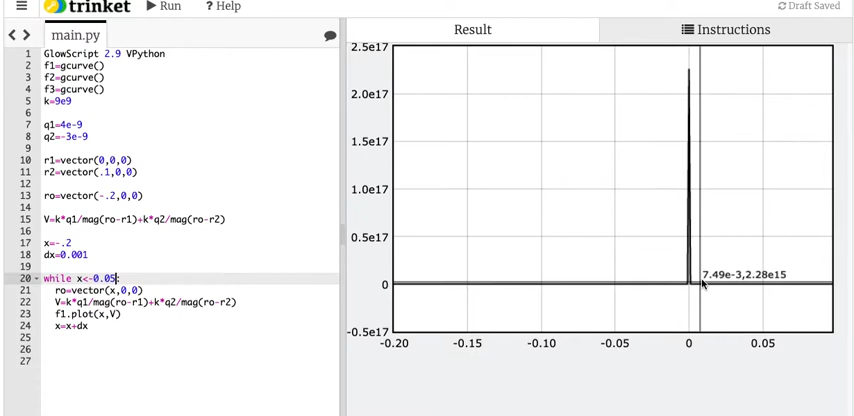 trinket
Run
? Help
Draft Saved
main.py
Result
Instructions
1 GlowScript 2.9 VPython
2 f1=gcurve()
3 f2=gcurve()
4 f3=gcurve()
5 k=9e9
6
7 q1=4e-9
8 q2=-3e-9
9
10 r1=vector(0,0,0)
11 r2=vector(.1,0,0)
12
13 ro=vector(-.2,0,0)
14
15 V=k*q1/mag(ro-r1)+k*q2/mag(ro-r2)
16
17 x=-.2
18 dx=0.001
19
20 while x<-0.05:
21 ro=vector(x,0,0)
22 V=k*q1/mag(ro-r1)+k*q2/mag(ro-r2)
23 f1.plot(x,V)
24 x=x+dx
25
26
27
2.5e17
2.0e17
1.5e17
1.0e17
0.5e17
0
-0.5e17
7.49e-3,2.28e15
-0.20 -0.15 -0.10 -0.05 0 0.05